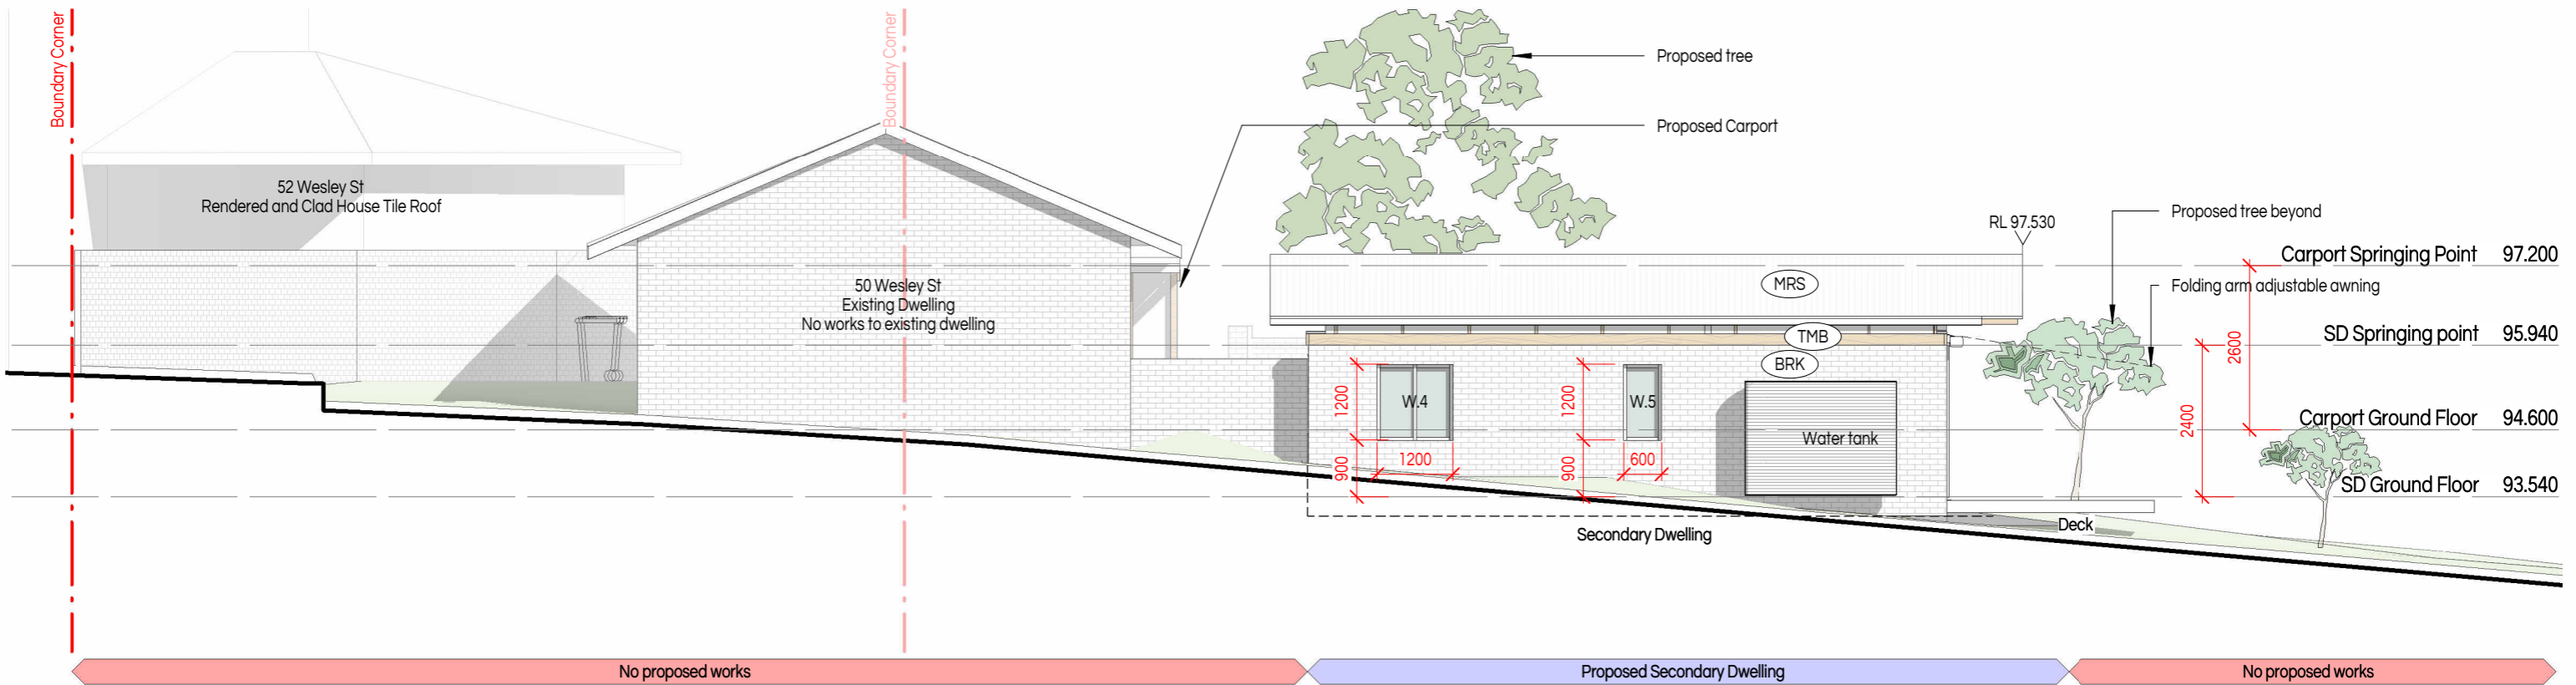 Boundary Corner
Boundary Corner
Proposed tree
Proposed Carport
52 Wesley St
Rendered and Clad House Tile Roof
50 Wesley St
Existing Dwelling
No works to existing dwelling
RL 97.530
Proposed tree beyond
Carport Springing Point 97.200
Folding arm adjustable awning
MRS
TMB
BRK
SD Springing point 95.940
2600
2400
1200
W.4
1200
900
1200
W.5
600
900
Water tank
Carport Ground Floor 94.600
SD Ground Floor 93.540
Secondary Dwelling
Deck
No proposed works
Proposed Secondary Dwelling
No proposed works